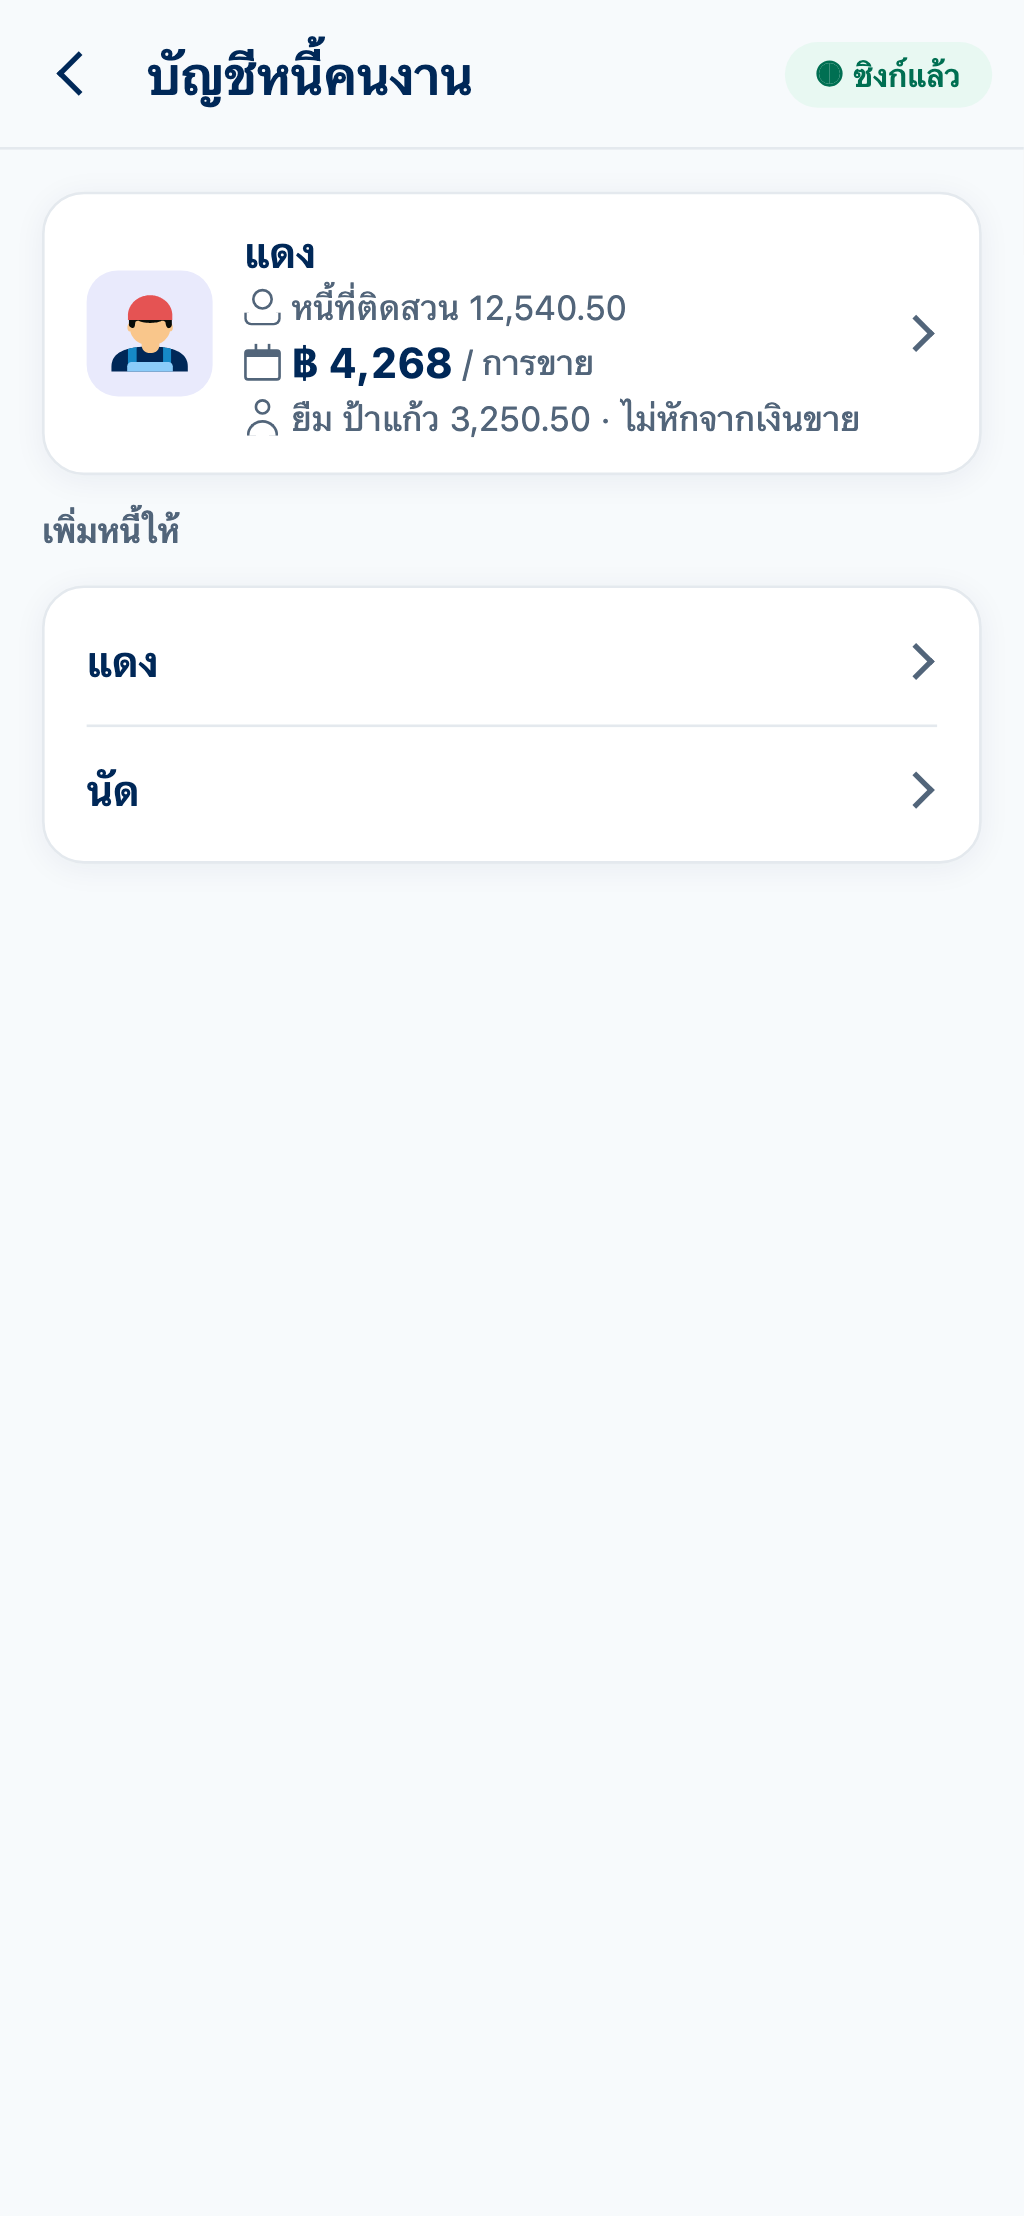 บัญชีหนี้คนงาน
ซิงก์แล้ว
แดง
หนี้ที่ติดสวน 12,540.50
฿ 4,268 / การขาย
ยืม ป้าแก้ว 3,250.50 · ไม่หักจากเงินขาย
เพิ่มหนี้ให้
แดง
นัด